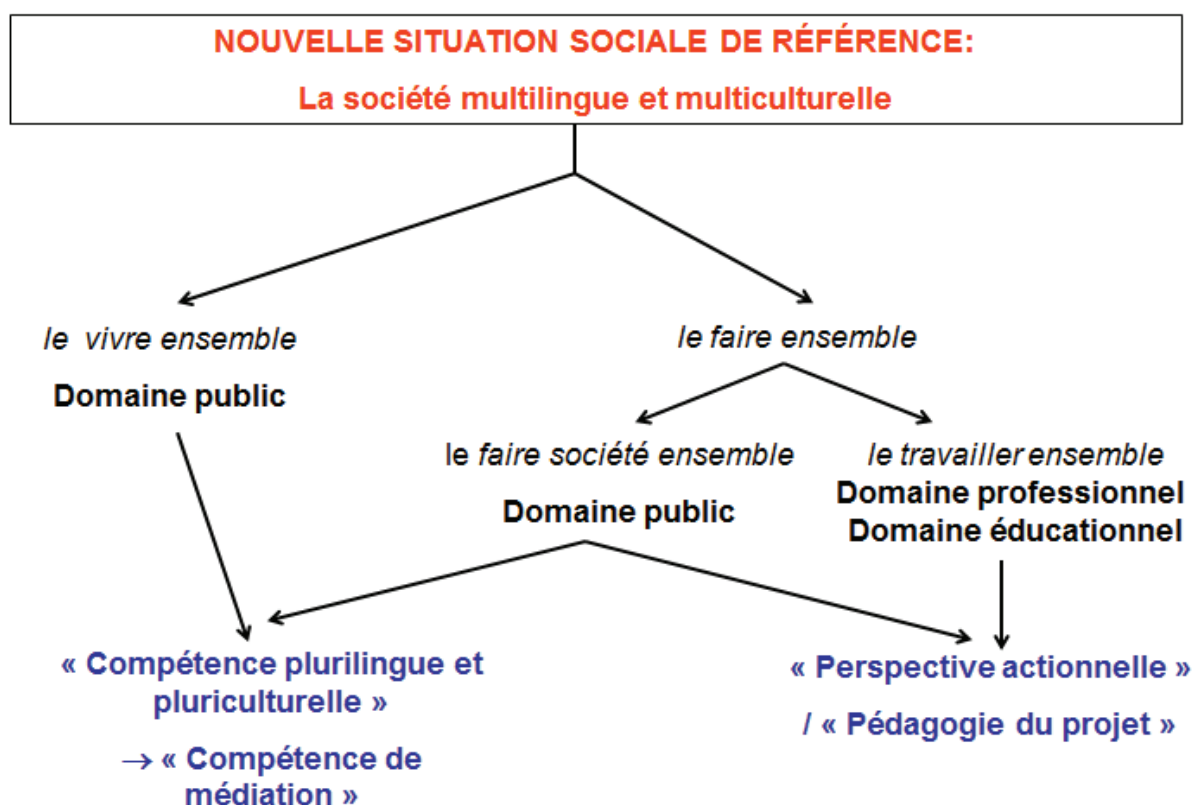 NOUVELLE SITUATION SOCIALE DE RÉFÉRENCE:
La société multilingue et multiculturelle
le vivre ensemble
Domaine public
le faire ensemble
le faire société ensemble
Domaine public
le travailler ensemble
Domaine professionnel
Domaine éducationnel
« Compétence plurilingue et
pluriculturelle »
→ « Compétence de
médiation »
« Perspective actionnelle »
/ « Pédagogie du projet »